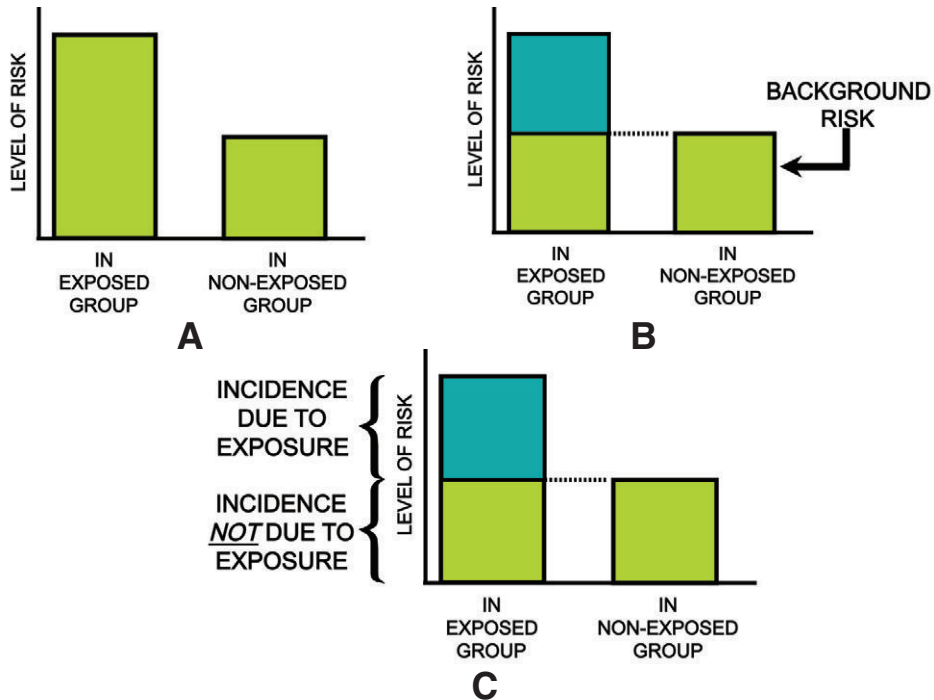 LEVEL OF RISK
IN
EXPOSED
GROUP
IN
NON-EXPOSED
GROUP
A
LEVEL OF RISK
BACKGROUND
RISK
IN
EXPOSED
GROUP
IN
NON-EXPOSED
GROUP
B
INCIDENCE
DUE TO
EXPOSURE
INCIDENCE
NOT DUE TO
EXPOSURE
LEVEL OF RISK
IN
EXPOSED
GROUP
IN
NON-EXPOSED
GROUP
C